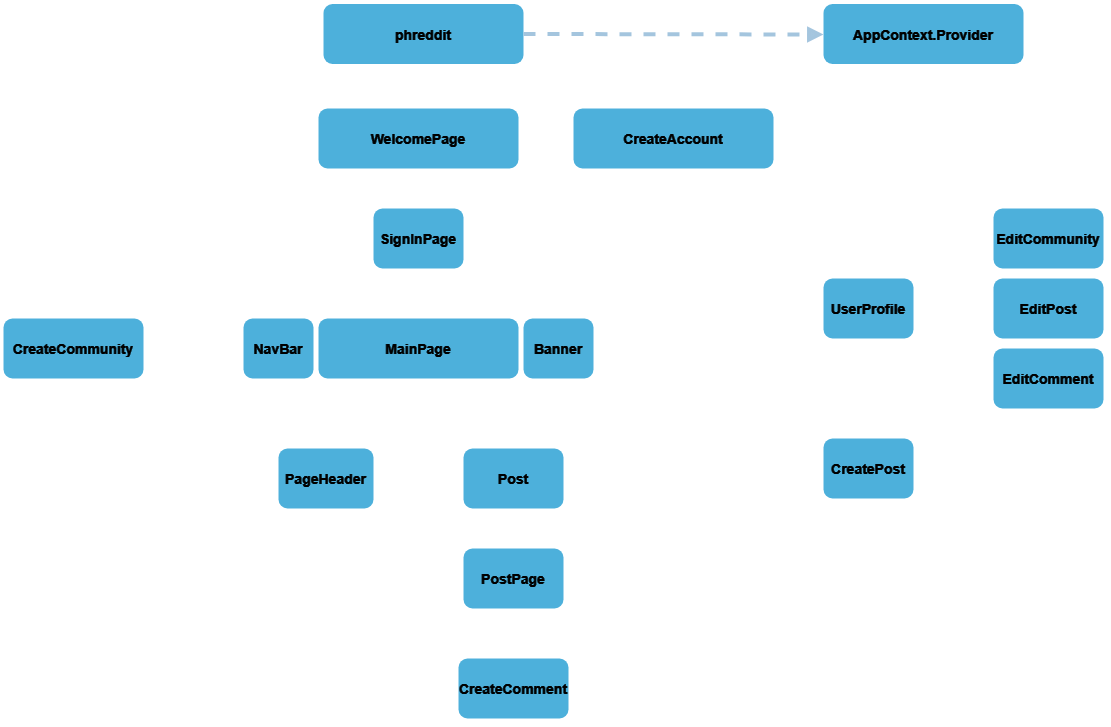 phreddit
AppContext.Provider
WelcomePage
CreateAccount
SignInPage
EditCommunity
UserProfile
EditPost
CreateCommunity
NavBar
MainPage
Banner
EditComment
PageHeader
Post
CreatePost
PostPage
CreateComment